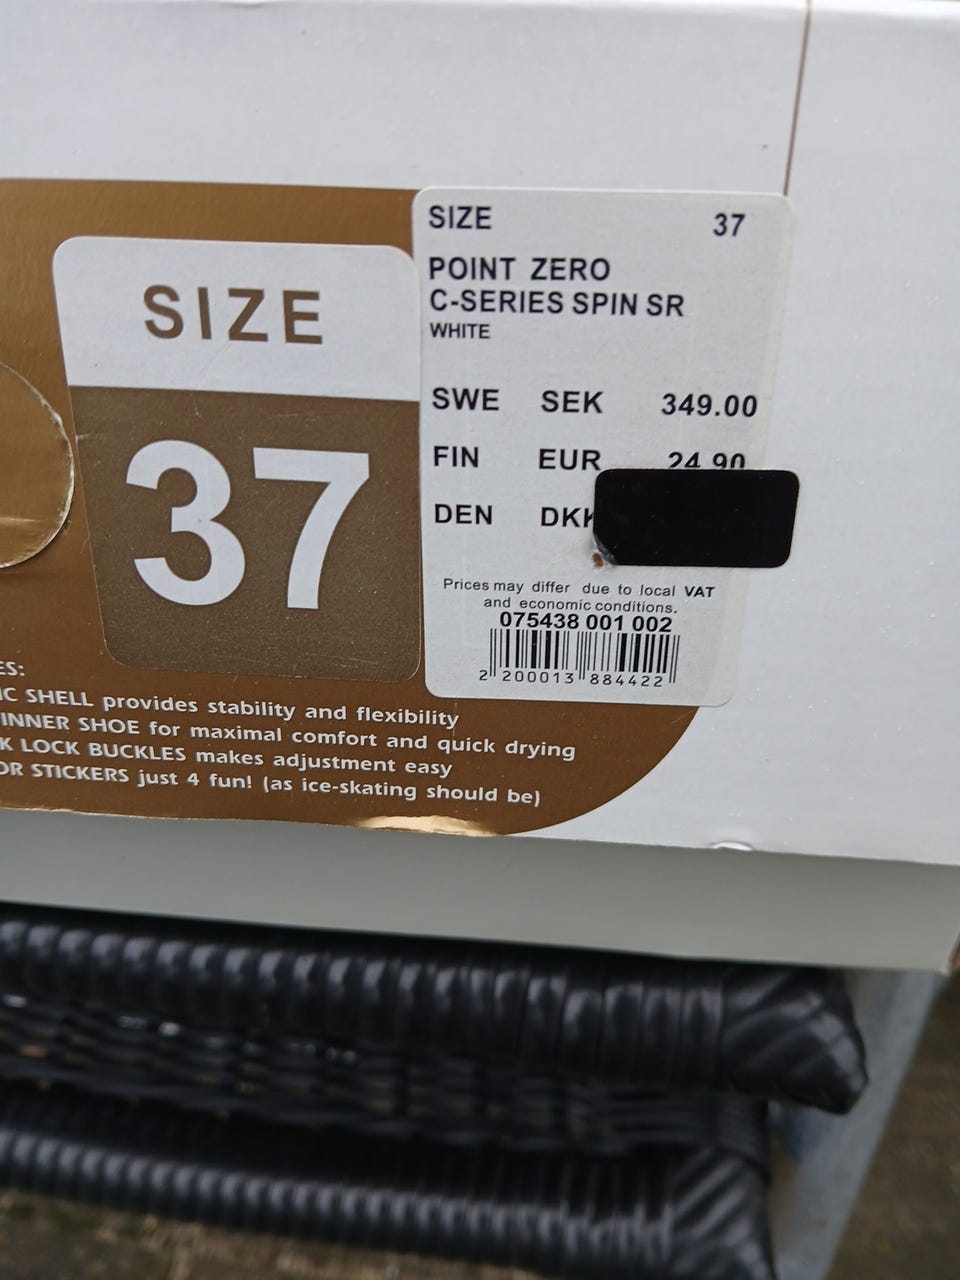 SIZE
37
SIZE 37
POINT ZERO
C-SERIES SPIN SR
WHITE
SWE SEK 349.00
FIN EUR 24.90
DEN DKK
Prices may differ due to local VAT
and economic conditions.
075438 001 002
2 200013 884422
ES:
IC SHELL provides stability and flexibility
INNER SHOE for maximal comfort and quick drying
K LOCK BUCKLES makes adjustment easy
OR STICKERS just 4 fun! (as ice-skating should be)